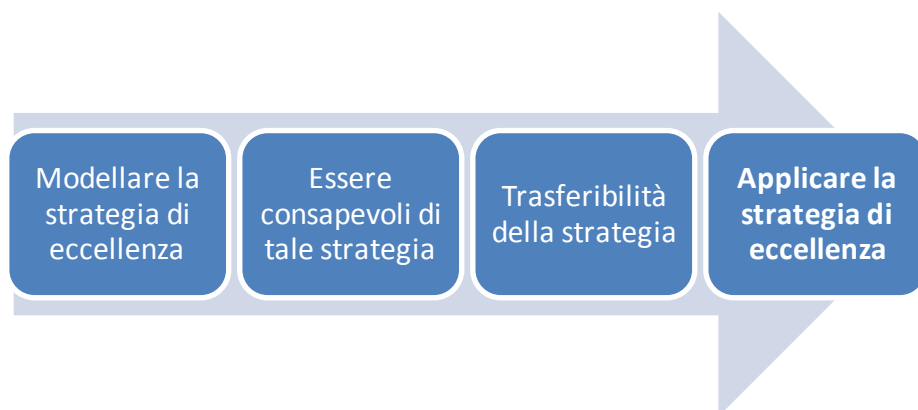 Modellare la
strategia di
eccellenza
Essere
consapevoli di
tale strategia
Trasferibilità
della strategia
Applicare la
strategia di
eccellenza